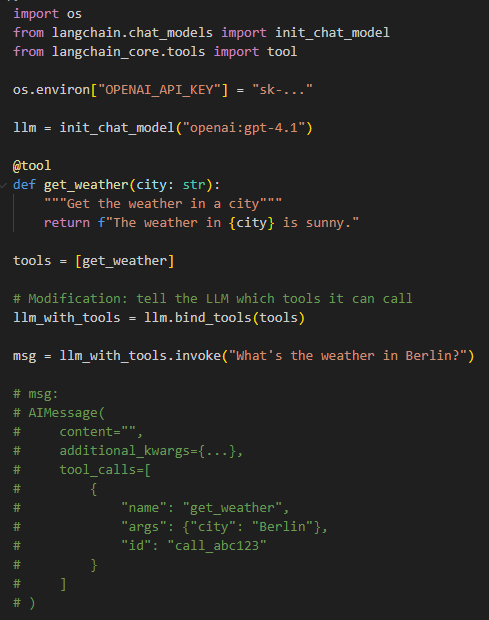 import os
from langchain.chat_models import init_chat_model
from langchain_core.tools import tool

os.environ["OPENAI_API_KEY"] = "sk-..."

llm = init_chat_model("openai:gpt-4.1")

@tool
def get_weather(city: str):
    """Get the weather in a city"""
    return f"The weather in {city} is sunny."

tools = [get_weather]

# Modification: tell the LLM which tools it can call
llm_with_tools = llm.bind_tools(tools)

msg = llm_with_tools.invoke("What's the weather in Berlin?")

# msg:
# AIMessage(
#     content="",
#     additional_kwargs={...},
#     tool_calls=[
#         {
#             "name": "get_weather",
#             "args": {"city": "Berlin"},
#             "id": "call_abc123"
#         }
#     ]
# )